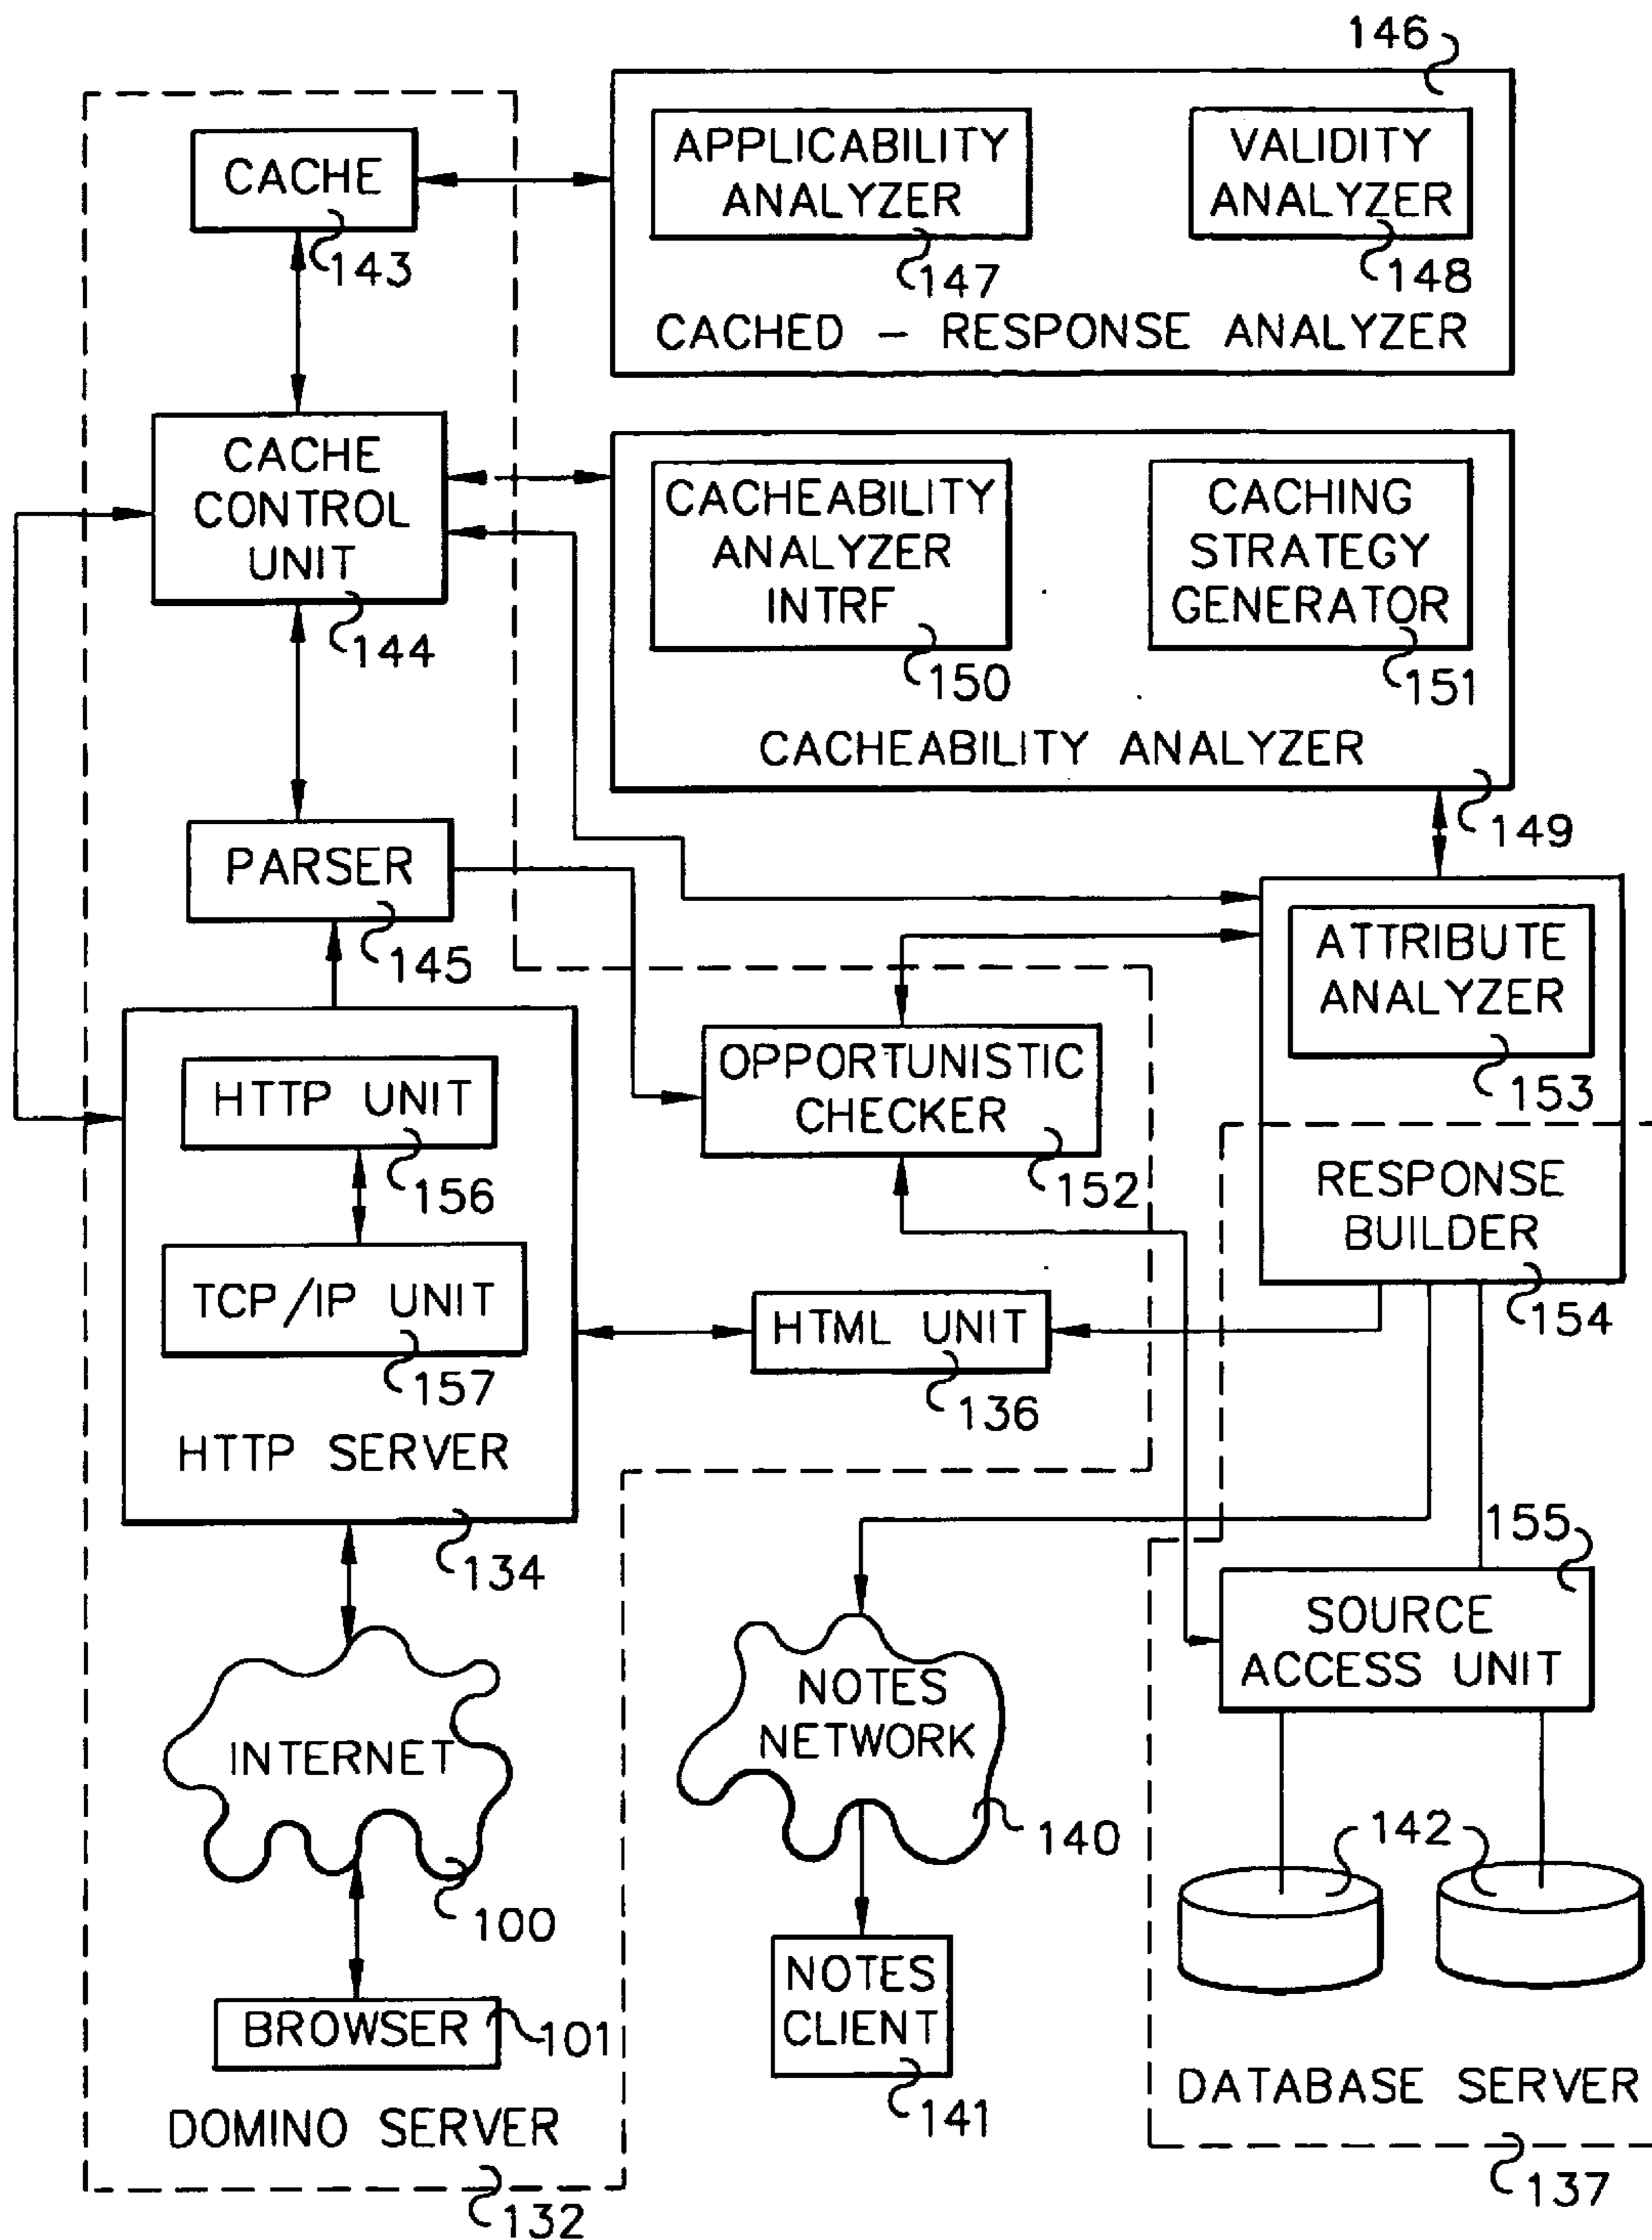 146
APPLICABILITY
ANALYZER
147
VALIDITY
ANALYZER
148
CACHED - RESPONSE ANALYZER
CACHE
143
CACHE
CONTROL
UNIT
144
CACHEABILITY
ANALYZER
INTRF
150
CACHING
STRATEGY
GENERATOR
151
CACHEABILITY ANALYZER
149
PARSER
145
ATTRIBUTE
ANALYZER
153
OPPORTUNISTIC
CHECKER
152
RESPONSE
BUILDER
154
HTTP UNIT
156
TCP/IP UNIT
157
HTTP SERVER
134
HTML UNIT
136
155
SOURCE
ACCESS UNIT
INTERNET
100
NOTES
NETWORK
140
142
BROWSER
101
NOTES
CLIENT
141
DOMINO SERVER
132
DATABASE SERVER
137